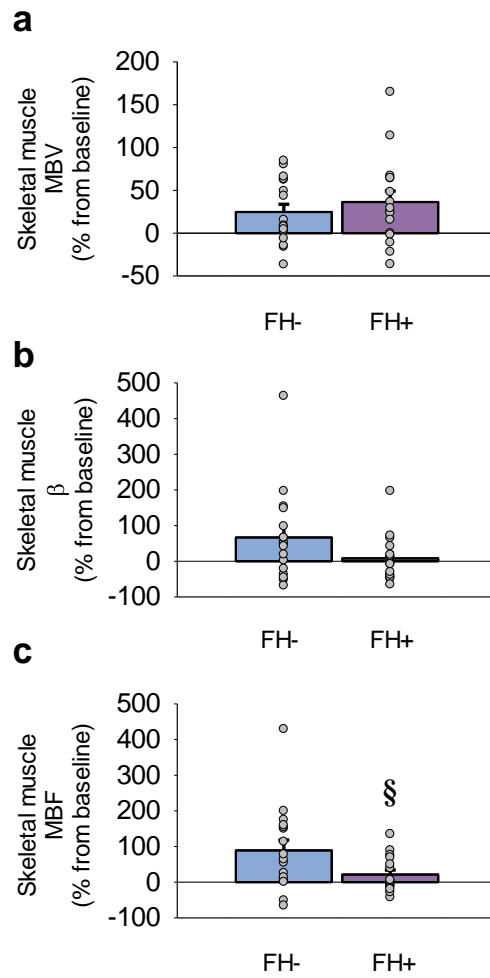 a
Skeletal muscle
MBV
(% from baseline)
200
150
100
50
0
-50
FH-
FH+
b
Skeletal muscle
β
(% from baseline)
500
400
300
200
100
0
-100
FH-
FH+
c
Skeletal muscle
MBF
(% from baseline)
500
400
300
200
100
0
-100
§
FH-
FH+